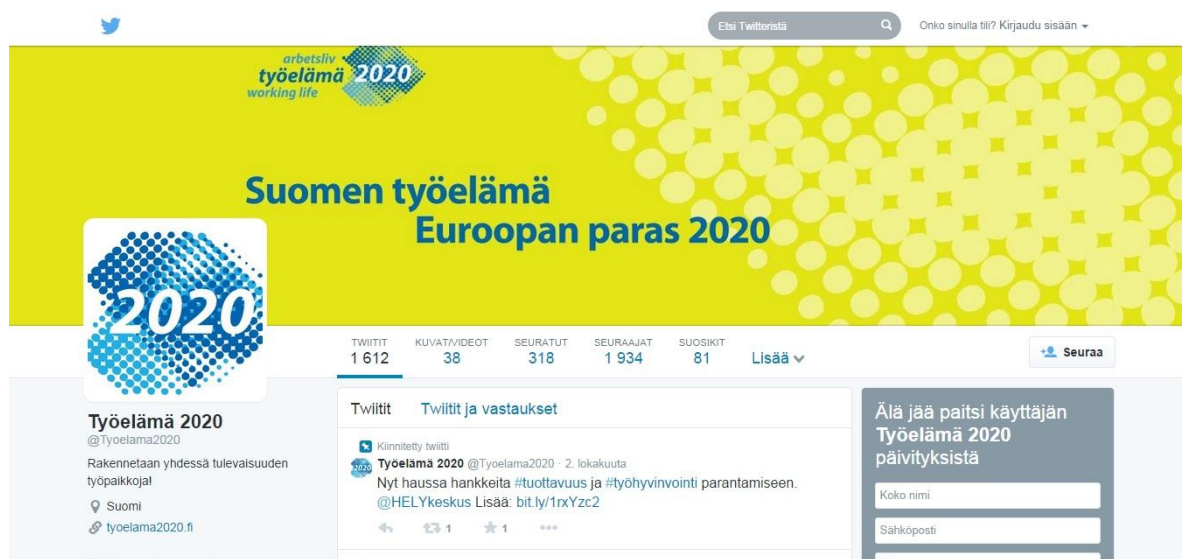 Etsi Twitteristä
Onko sinulla tili? Kirjaudu sisään
arbetsliv
työelämä 2020
working life
Suomen työelämä
Euroopan paras 2020
2020
TWIITIT KUVAT/VIDEOT SEURATUT SEURAAJAT SUOSIKIT
1 612 38 318 1 934 81 Lisää
Seuraa
Työelämä 2020
@Tyoelama2020
Rakennetaan yhdessä tulevaisuuden
työpaikkoja!
Suomi
tyoelama2020.fi
Twiitit Twiitit ja vastaukset
Kiinnitetty twiitti
2020
Työelämä 2020 @Tyoelama2020 · 2. lokakuuta
Nyt haussa hankkeita #tuottavuus ja #työhyvinvointi parantamiseen.
@HELYkeskus Lisää: bit.ly/1rxYzc2
1 1
Älä jää paitsi käyttäjän
Työelämä 2020
päivityksistä
Koko nimi
Sähköposti